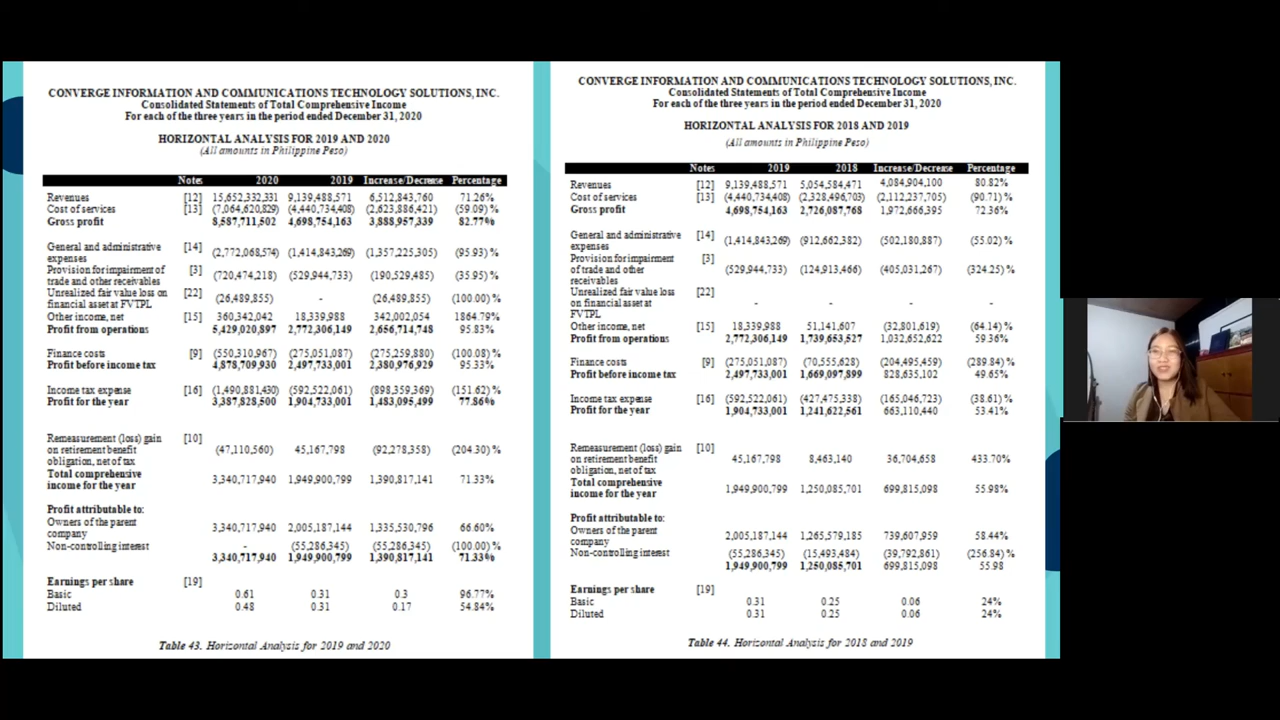 CONVERGE INFORMATION AND COMMUNICATIONS TECHNOLOGY SOLUTIONS, INC.
Consolidated Statements of Total Comprehensive Income
For each of the three years in the period ended December 31, 2020
HORIZONTAL ANALYSIS FOR 2019 AND 2020
(All amounts in Philippine Peso)
Notes 2020 2019 Increase/Decrease Percentage
Revenues [12] 15,652,332,331 9,139,488,571 6,512,843,760 71.26%
Cost of services [13] (7,064,620,829) (4,440,734,408) (2,623,886,421) (59.09) %
Gross profit 8,587,711,502 4,698,754,163 3,888,957,339 82.77%
General and administrative
expenses [14] (2,772,068,574) (1,414,843,269) (1,357,225,305) (95.93) %
Provision for impairment of
trade and other receivables [3] (720,474,218) (529,944,733) (190,529,485) (35.95) %
Unrealized fair value loss on
financial asset at FVTPL [22] (26,489,855) - (26,489,855) (100.00) %
Other income, net [15] 360,342,042 18,339,988 342,002,054 1864.79%
Profit from operations 5,429,020,897 2,772,306,149 2,656,714,748 95.83%
Finance costs [9] (550,310,967) (275,051,087) (275,259,880) (100.08) %
Profit before income tax 4,878,709,930 2,497,733,001 2,380,976,929 95.33%
Income tax expense [16] (1,490,881,430) (592,522,061) (898,359,369) (151.62) %
Profit for the year 3,387,828,500 1,904,733,001 1,483,095,499 77.86%
Remeasurement (loss) gain
on retirement benefit
obligation, net of tax [10] (47,110,560) 45,167,798 (92,278,358) (204.30) %
Total comprehensive
income for the year 3,340,717,940 1,949,900,799 1,390,817,141 71.33%
Profit attributable to:
Owners of the parent
company 3,340,717,940 2,005,187,144 1,335,530,796 66.60%
Non-controlling interest - (55,286,345) (55,286,345) (100.00) %
3,340,717,940 1,949,900,799 1,390,817,141 71.33%
Earnings per share [19]
Basic 0.61 0.31 0.3 96.77%
Diluted 0.48 0.31 0.17 54.84%
Table 43. Horizontal Analysis for 2019 and 2020
CONVERGE INFORMATION AND COMMUNICATIONS TECHNOLOGY SOLUTIONS, INC.
Consolidated Statements of Total Comprehensive Income
For each of the three years in the period ended December 31, 2020
HORIZONTAL ANALYSIS FOR 2018 AND 2019
(All amounts in Philippine Peso)
Notes 2019 2018 Increase/Decrease Percentage
Revenues [12] 9,139,488,571 5,054,584,471 4,084,904,100 80.82%
Cost of services [13] (4,440,734,408) (2,328,496,703) (2,112,237,705) (90.71) %
Gross profit 4,698,754,163 2,726,087,768 1,972,666,395 72.36%
General and administrative
expenses [14] (1,414,843,269) (912,662,382) (502,180,887) (55.02) %
Provision for impairment
of trade and other
receivables [3] (529,944,733) (124,913,466) (405,031,267) (324.25) %
Unrealized fair value loss
on financial asset at
FVTPL [22] - - - -
Other income, net [15] 18,339,988 51,141,607 (32,801,619) (64.14) %
Profit from operations 2,772,306,149 1,739,653,527 1,032,652,622 59.36%
Finance costs [9] (275,051,087) (70,555,628) (204,495,459) (289.84) %
Profit before income tax 2,497,733,001 1,669,097,899 828,635,102 49.65%
Income tax expense [16] (592,522,061) (427,475,338) (165,046,723) (38.61) %
Profit for the year 1,904,733,001 1,241,622,561 663,110,440 53.41%
Remeasurement (loss) gain
on retirement benefit
obligation, net of tax [10] 45,167,798 8,463,140 36,704,658 433.70%
Total comprehensive
income for the year 1,949,900,799 1,250,085,701 699,815,098 55.98%
Profit attributable to:
Owners of the parent
company 2,005,187,144 1,265,579,185 739,607,959 58.44%
Non-controlling interest (55,286,345) (15,493,484) (39,792,861) (256.84) %
1,949,900,799 1,250,085,701 699,815,098 55.98
Earnings per share [19]
Basic 0.31 0.25 0.06 24%
Diluted 0.31 0.25 0.06 24%
Table 44. Horizontal Analysis for 2018 and 2019